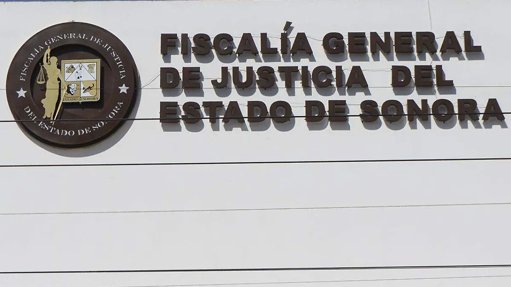 FISCALÍA GENERAL
DE JUSTICIA DEL
ESTADO DE SONORA
FISCALÍA GENERAL DE JUSTICIA
DEL ESTADO DE SONORA